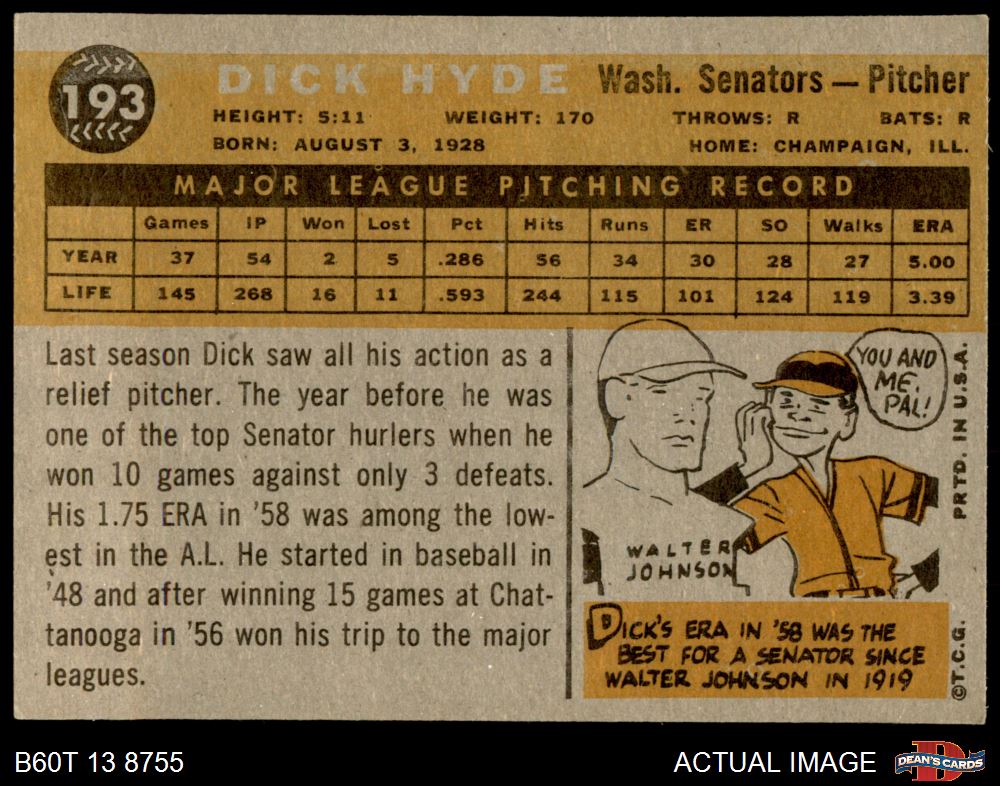 193
DICK HYDE Wash. Senators — Pitcher
HEIGHT: 5:11 WEIGHT: 170 THROWS: R BATS: R
BORN: AUGUST 3, 1928 HOME: CHAMPAIGN, ILL.
MAJOR LEAGUE PITCHING RECORD
Games IP Won Lost Pct Hits Runs ER SO Walks ERA
YEAR 37 54 2 5 .286 56 34 30 28 27 5.00
LIFE 145 268 16 11 .593 244 115 101 124 119 3.39
Last season Dick saw all his action as a
relief pitcher. The year before he was
one of the top Senator hurlers when he
won 10 games against only 3 defeats.
His 1.75 ERA in '58 was among the low-
est in the A.L. He started in baseball in
'48 and after winning 15 games at Chat-
tanooga in '56 won his trip to the major
leagues.
YOU AND
ME,
PAL!
WALTER
JOHNSON
DICK'S ERA IN '58 WAS THE
BEST FOR A SENATOR SINCE
WALTER JOHNSON IN 1919
©T.C.G. PRTD. IN U.S.A.
B60T 13 8755 ACTUAL IMAGE
D
DEAN'S CARDS